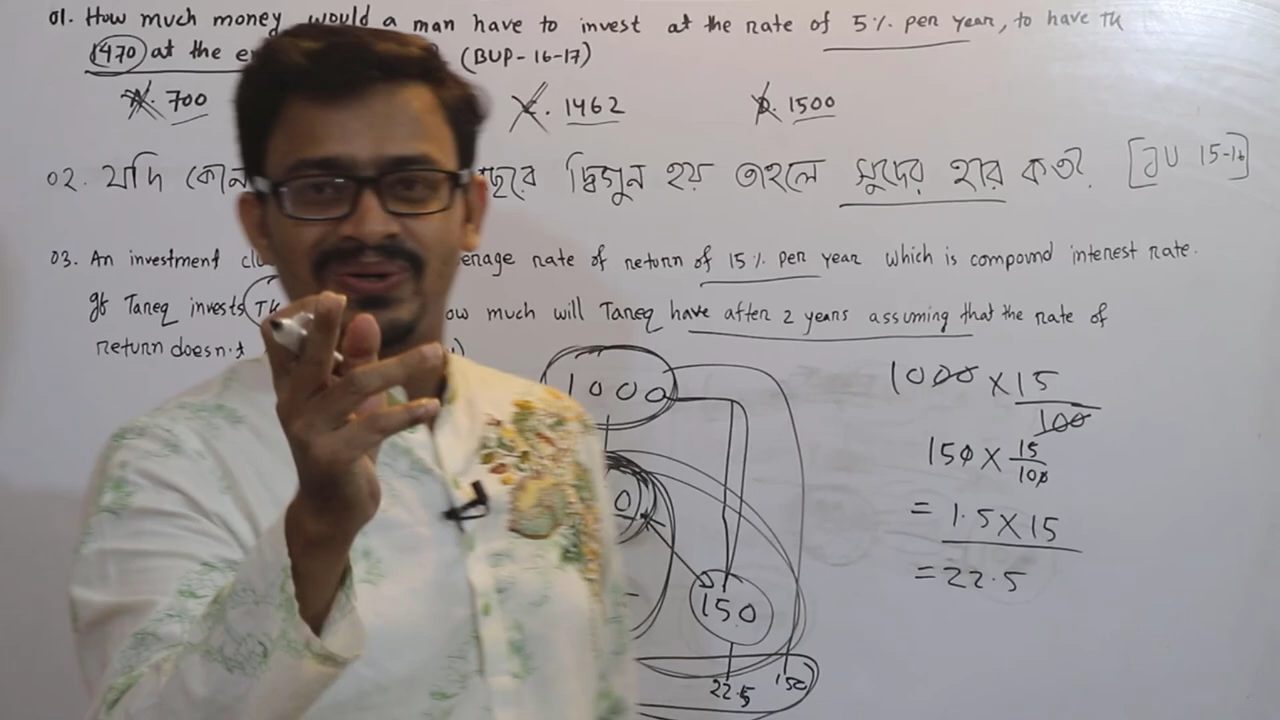 01. How much money would a man have to invest at the rate of 5% per year, to have Tk
1470 at the (BUP-16-17)
A. 700 C. 1462 D. 1500
02. যদি কোন ছরে দ্বিগুন হয় তাহলে সুদের হার কত? [JU 15-16]
03. An investment rate of return of 15% per year which is compound interest rate.
If Tareq invests TK ow much will Tareq have after 2 years assuming that the rate of
return doesn't
1000
1000 × 15
100
150 × 15
100
= 1.5 × 15
= 22.5
0
150
22.5 150